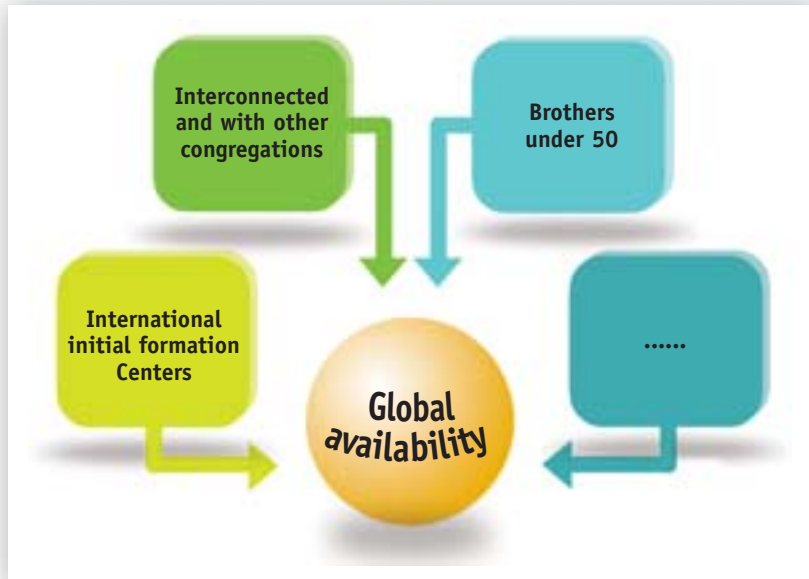 Interconnected
and with other
congregations
Brothers
under 50
International
initial formation
Centers
......
Global
availability